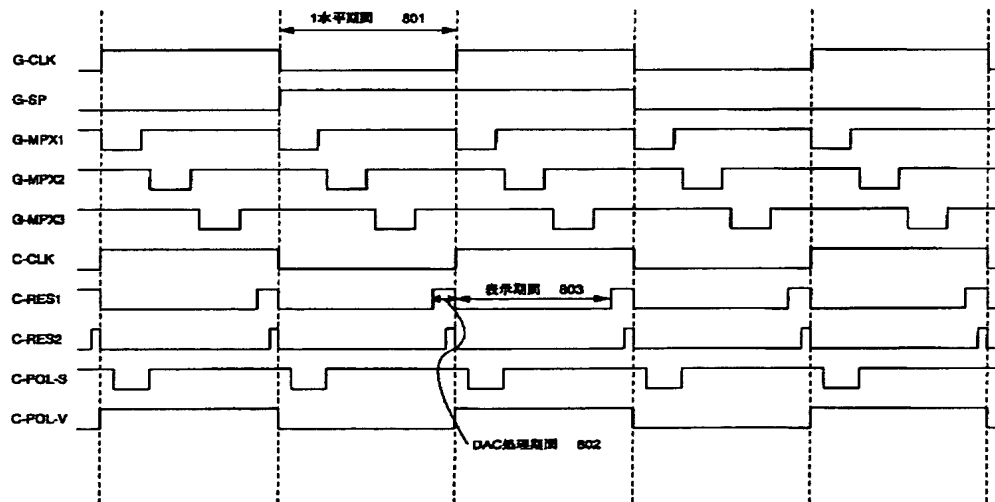 1水平期間 801
G-CLK
G-SP
G-MPX1
G-MPX2
G-MPX3
C-CLK
C-RES1
表示期間 803
C-RES2
C-POL-S
C-POL-V
DAC処理期間 802